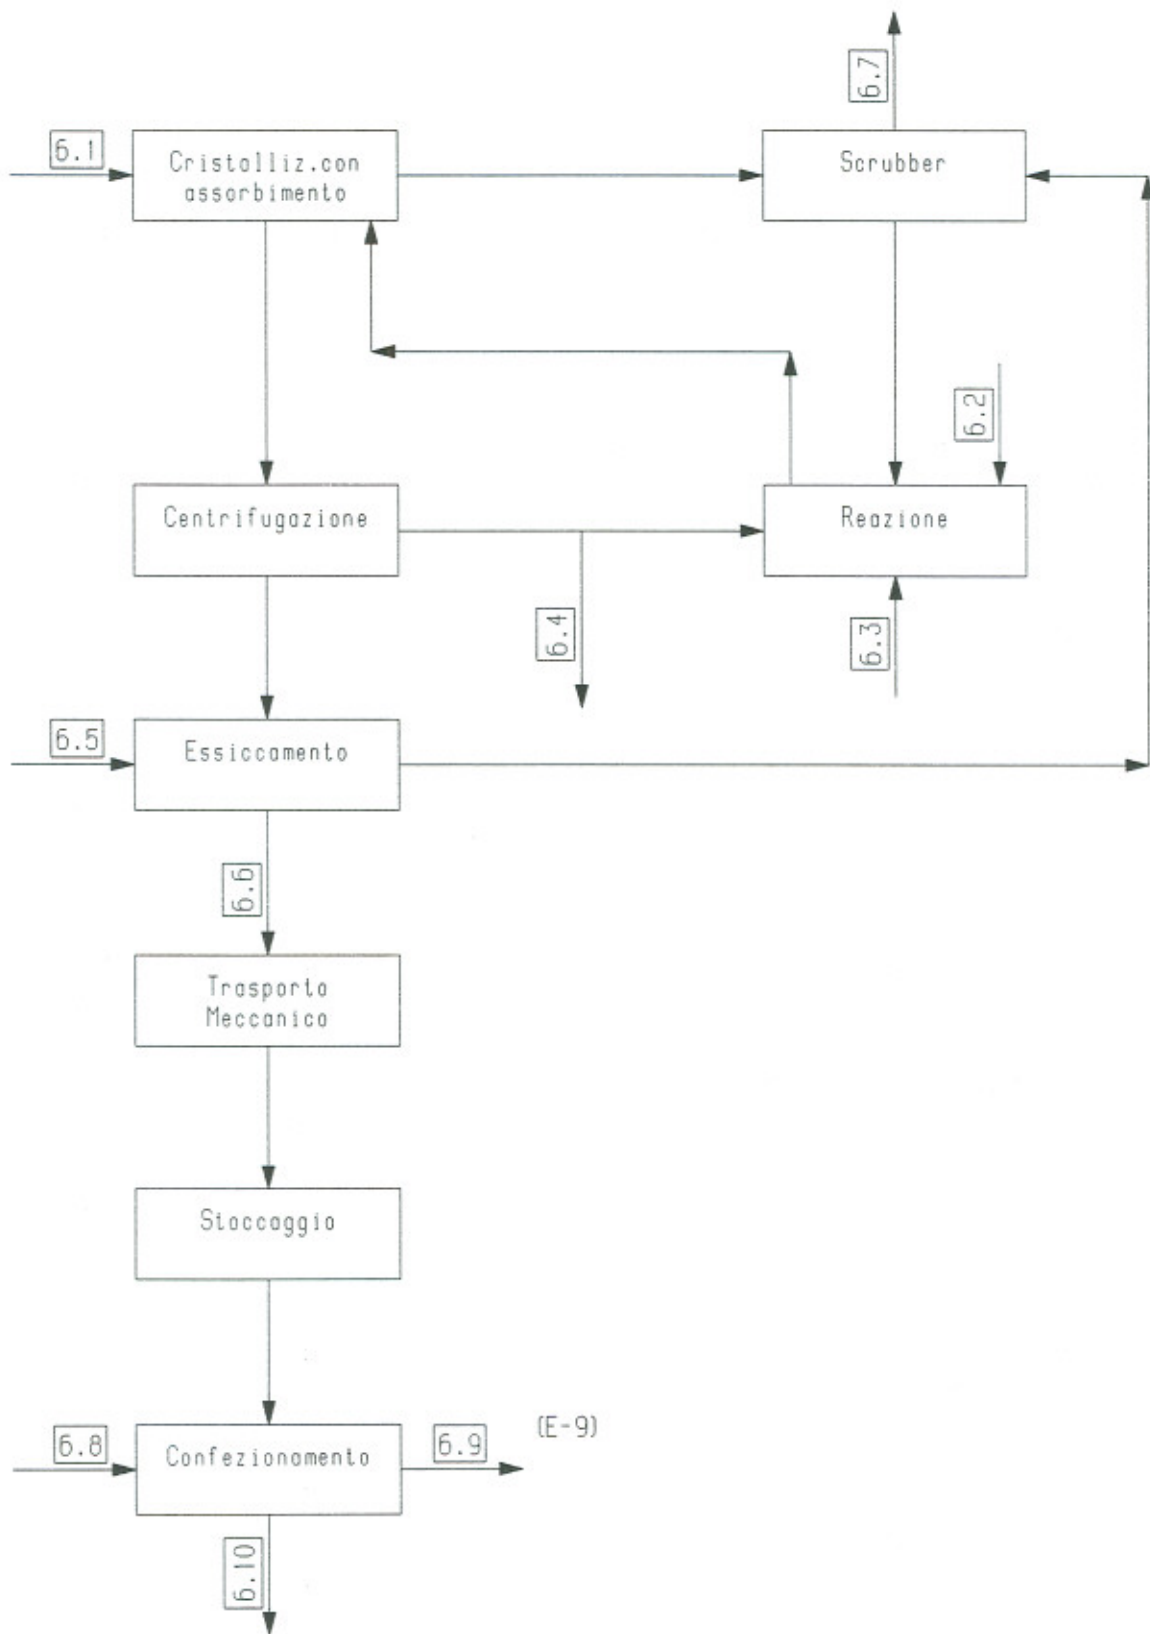 6.7
6.1
Cristalliz.con
assorbimento
Scrubber
6.2
Centrifugazione
Reazione
6.4
6.3
6.5
Essiccamento
6.6
Trasporto
Meccanico
Stoccaggio
(E-9)
6.8
Confezionamento
6.9
6.10